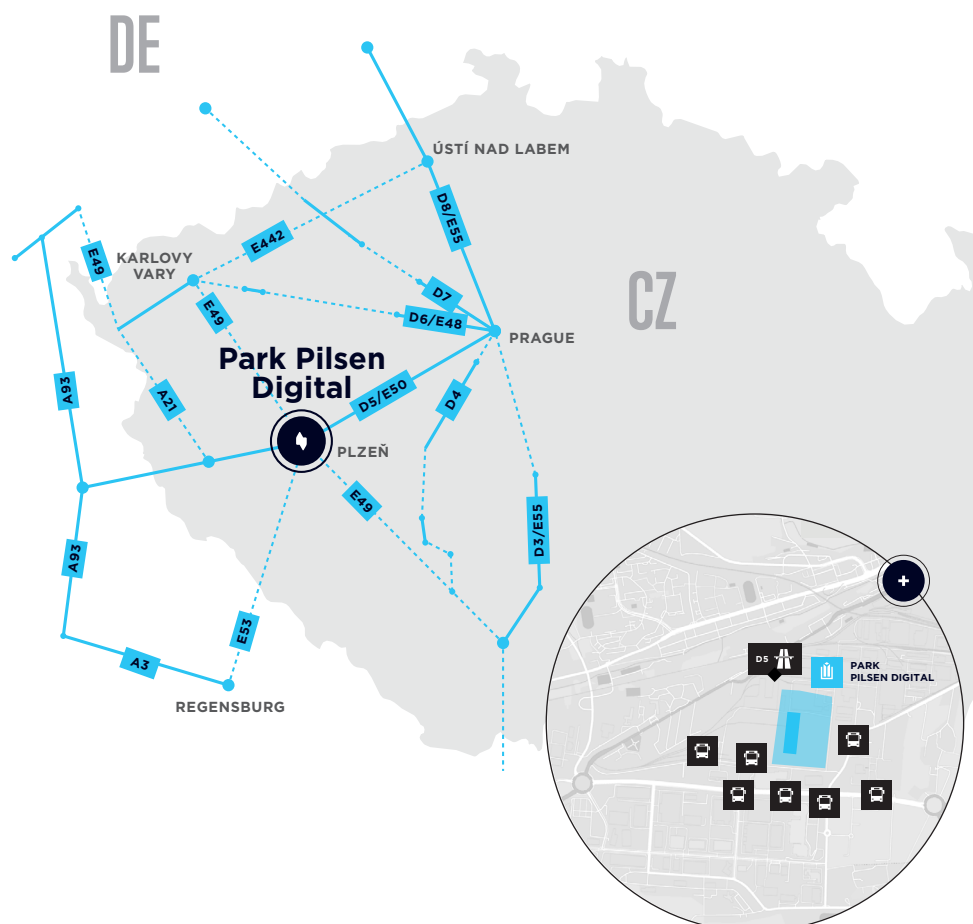 DE
ÚSTÍ NAD LABEM
D8/E55
E442
E49
KARLOVY
VARY
CZ
E49
D7
D6/E48
PRAGUE
Park Pilsen
Digital
A93
A21
D5/E50
D4
PLZEŇ
E49
D3/E55
A93
E53
A3
REGENSBURG
D5
PARK
PILSEN DIGITAL